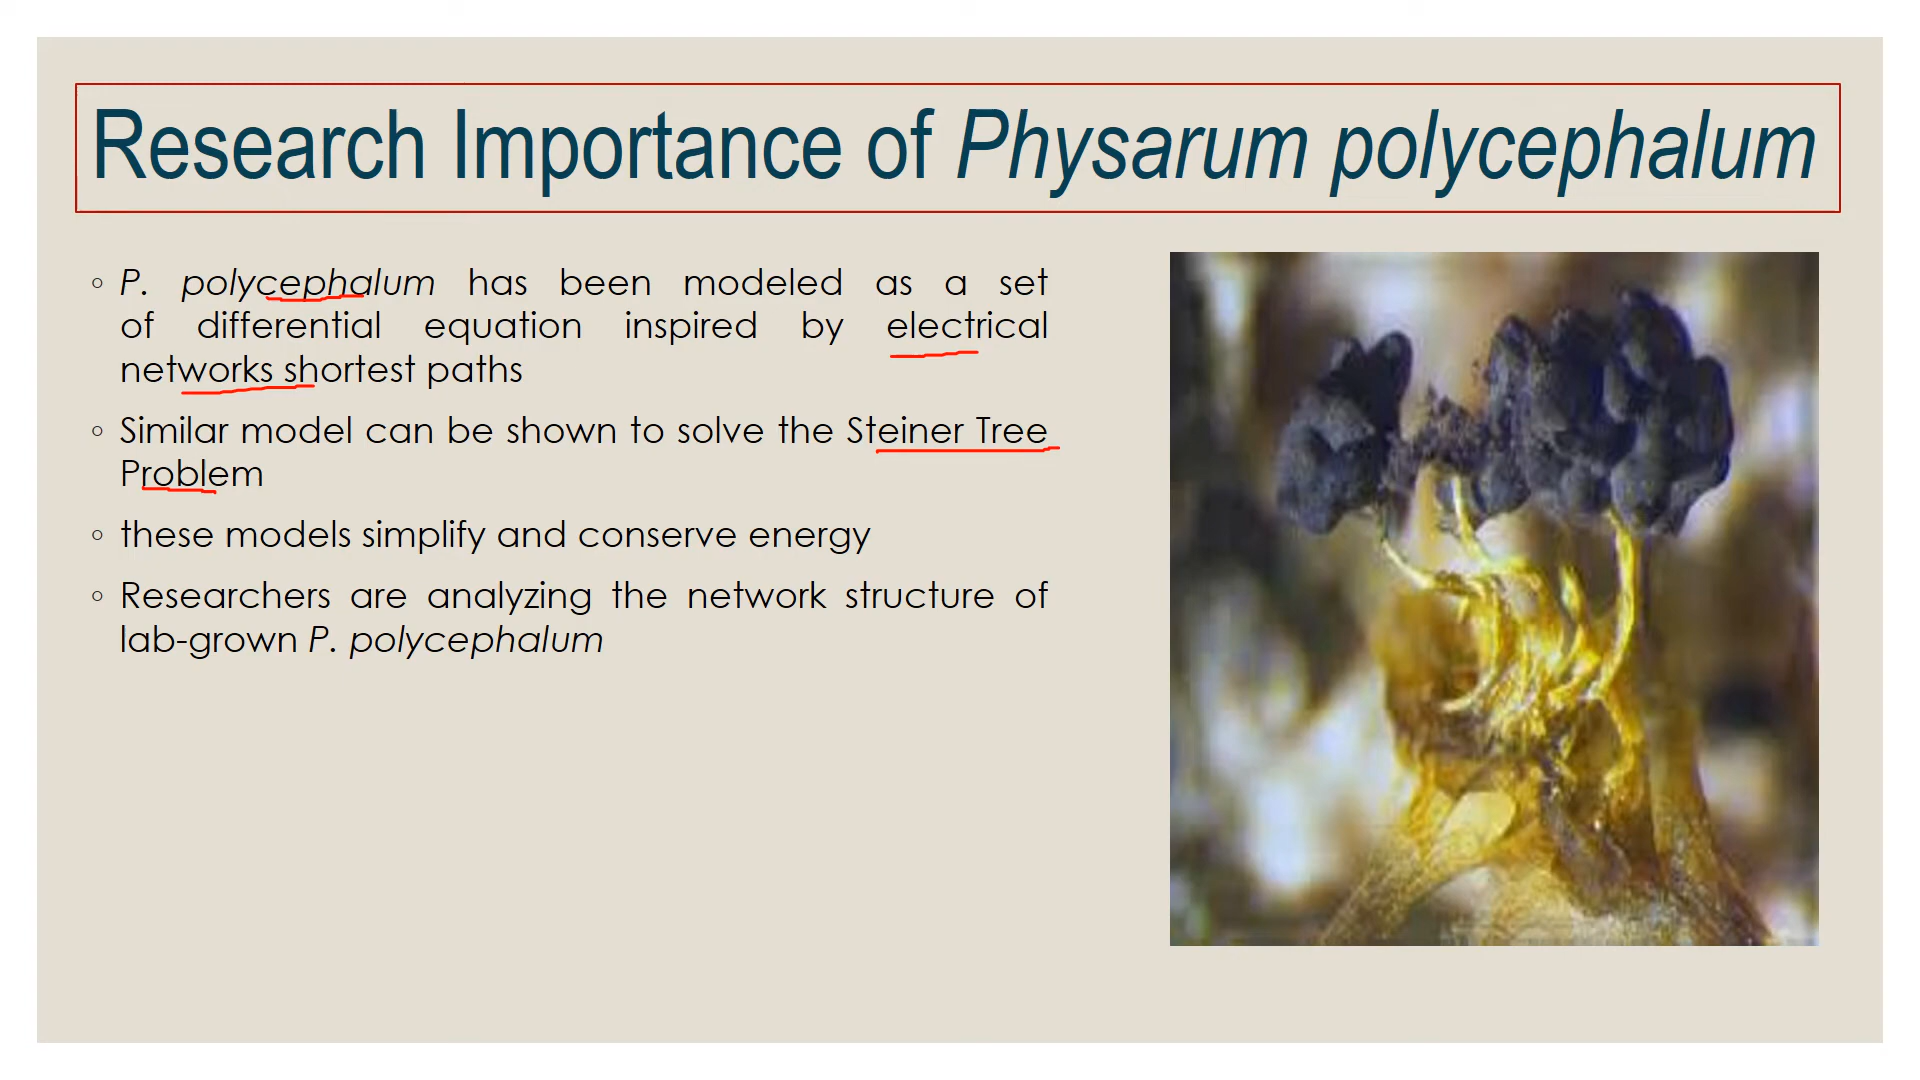 Research Importance of Physarum polycephalum
◦ P. polycephalum has been modeled as a set
of differential equation inspired by electrical
networks shortest paths
◦ Similar model can be shown to solve the Steiner Tree
Problem
◦ these models simplify and conserve energy
◦ Researchers are analyzing the network structure of
lab-grown P. polycephalum